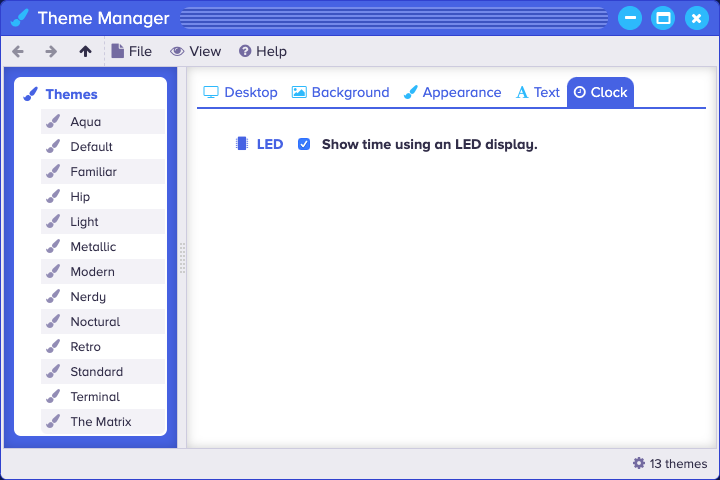 Theme Manager
File View Help
Themes
Aqua
Default
Familiar
Hip
Light
Metallic
Modern
Nerdy
Noctural
Retro
Standard
Terminal
The Matrix
Desktop Background Appearance Text Clock
LED Show time using an LED display.
13 themes